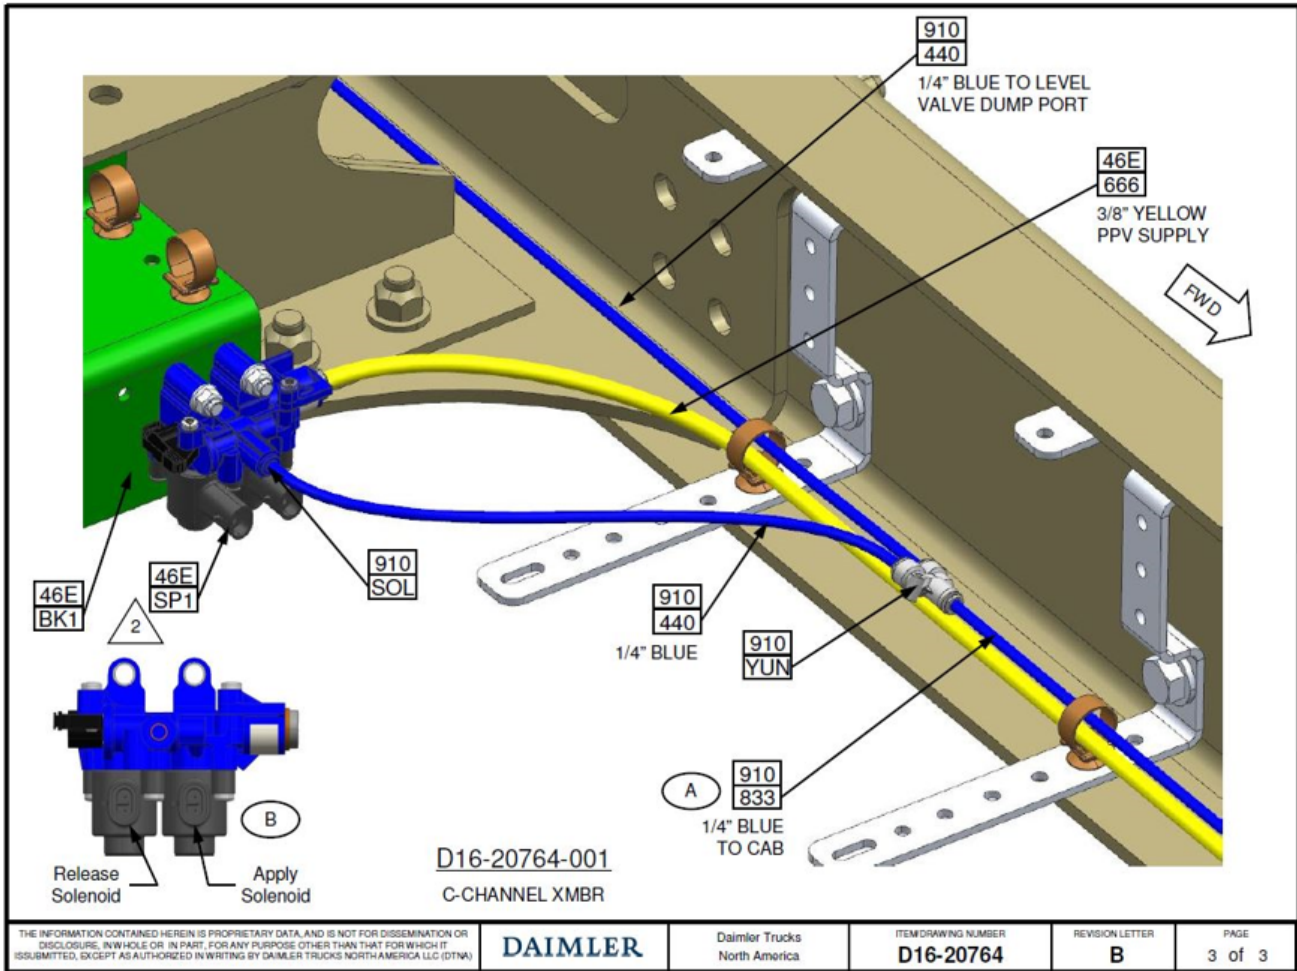 910
440
1/4" BLUE TO LEVEL
VALVE DUMP PORT
46E
666
3/8" YELLOW
PPV SUPPLY
FWD
46E
BK1
46E
SP1
2
910
SOL
910
440
1/4" BLUE
910
YUN
A
910
833
1/4" BLUE
TO CAB
B
Release
Solenoid
Apply
Solenoid
D16-20764-001
C-CHANNEL XMBR
THE INFORMATION CONTAINED HEREIN IS PROPRIETARY DATA, AND IS NOT FOR DISSEMINATION OR
DISCLOSURE, IN WHOLE OR IN PART, FOR ANY PURPOSE OTHER THAN THAT FOR WHICH IT
ISSUBMITTED, EXCEPT AS AUTHORIZED IN WRITING BY DAIMLER TRUCKS NORTH AMERICA LLC (DTNA)
DAIMLER
Daimler Trucks
North America
ITEM/DRAWING NUMBER
D16-20764
REVISION LETTER
B
PAGE
3 of 3